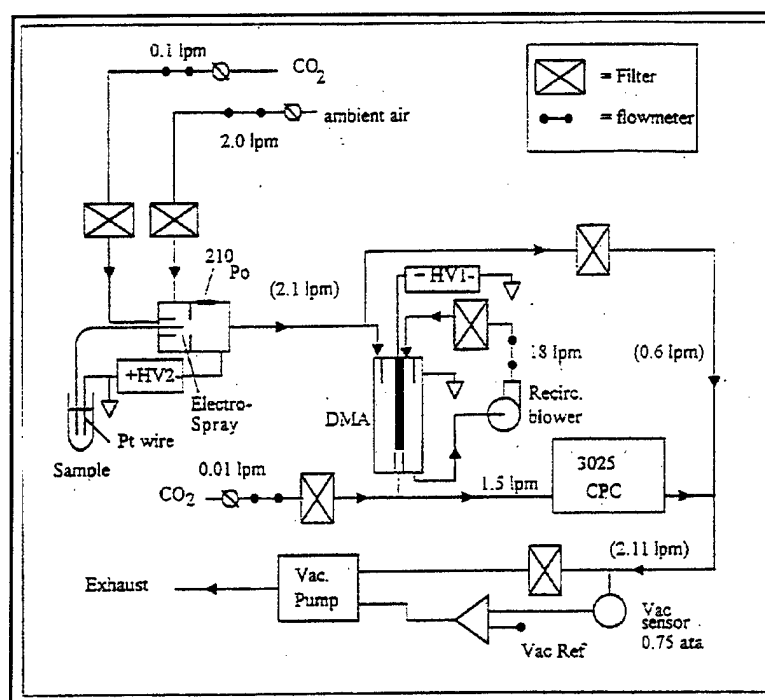 0.1 lpm
CO2
ambient air
2.0 lpm
= Filter
= flowmeter
210
Po
(2.1 lpm)
- HV1-
18 lpm
(0.6 lpm)
+HV2
Electro-
Spray
DMA
Recirc.
blower
Pt wire
Sample
0.01 lpm
CO2
1.5 lpm
3025
CPC
(2.11 lpm)
Exhaust
Vac.
Pump
Vac
sensor
0.75 ata
Vac Ref